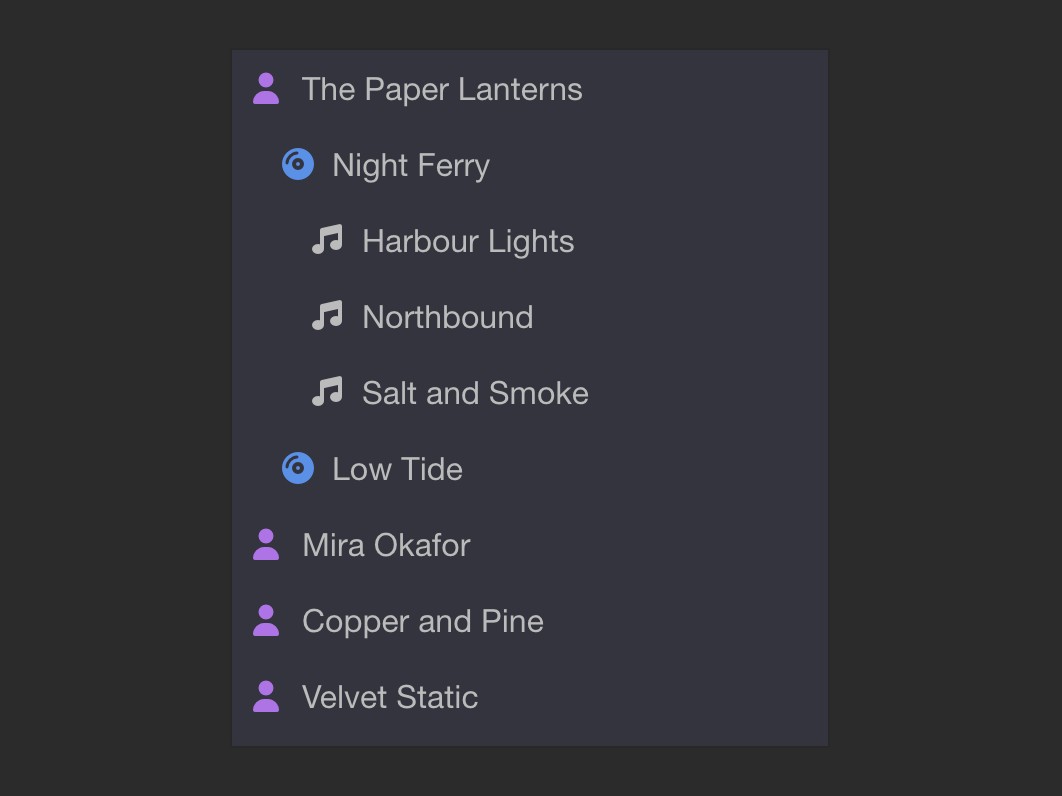 The Paper Lanterns
Night Ferry
Harbour Lights
Northbound
Salt and Smoke
Low Tide
Mira Okafor
Copper and Pine
Velvet Static